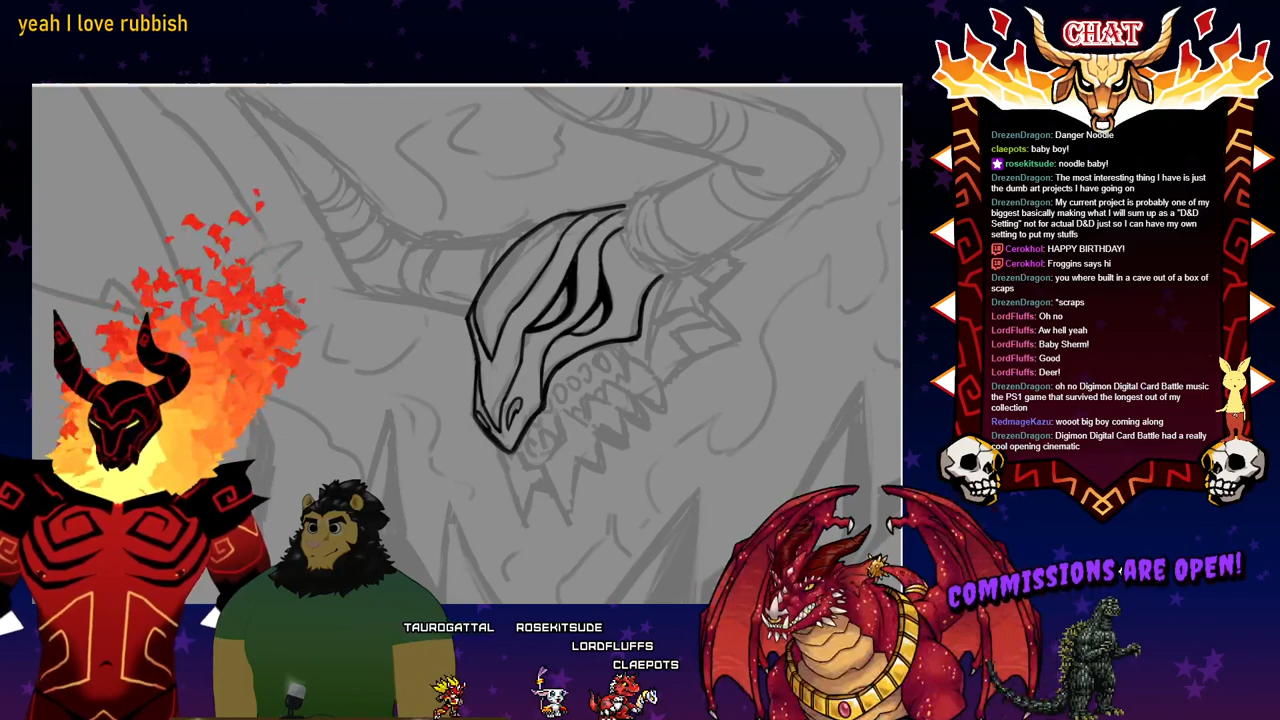 yeah I love rubbish
CHAT
DrezenDragon: Danger Noodle
claepots: baby boy!
rosekitsude: noodle baby!
DrezenDragon: The most interesting thing I have is just
the dumb art projects I have going on
DrezenDragon: My current project is probably one of my
biggest basically making what I will sum up as a "D&D
Setting" not for actual D&D just so I can have my own
setting to put my stuffs
Cerokhol: HAPPY BIRTHDAY!
Cerokhol: Froggins says hi
DrezenDragon: you where built in a cave out of a box of
scaps
DrezenDragon: *scraps
LordFluffs: Oh no
LordFluffs: Aw hell yeah
LordFluffs: Baby Sherm!
LordFluffs: Good
LordFluffs: Deer!
DrezenDragon: oh no Digimon Digital Card Battle music
the PS1 game that survived the longest out of my
collection
RedmageKazu: wooot big boy coming along
DrezenDragon: Digimon Digital Card Battle had a really
cool opening cinematic
COMMISSIONS ARE OPEN!
TAUROGATTAL ROSEKITSUDE
LORDFLUFFS
CLAEPOTS